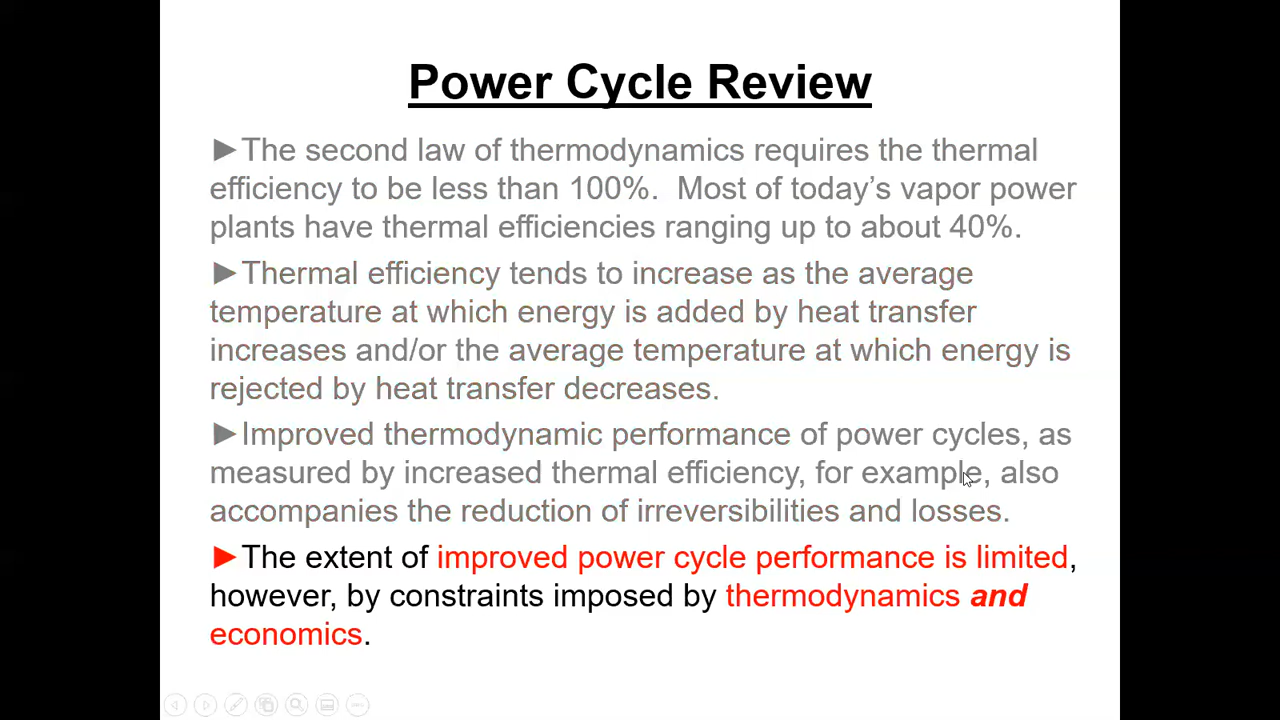 Power Cycle Review
►The second law of thermodynamics requires the thermal
efficiency to be less than 100%.  Most of today’s vapor power
plants have thermal efficiencies ranging up to about 40%.
►Thermal efficiency tends to increase as the average
temperature at which energy is added by heat transfer
increases and/or the average temperature at which energy is
rejected by heat transfer decreases.
►Improved thermodynamic performance of power cycles, as
measured by increased thermal efficiency, for example, also
accompanies the reduction of irreversibilities and losses.
►The extent of improved power cycle performance is limited,
however, by constraints imposed by thermodynamics and
economics.